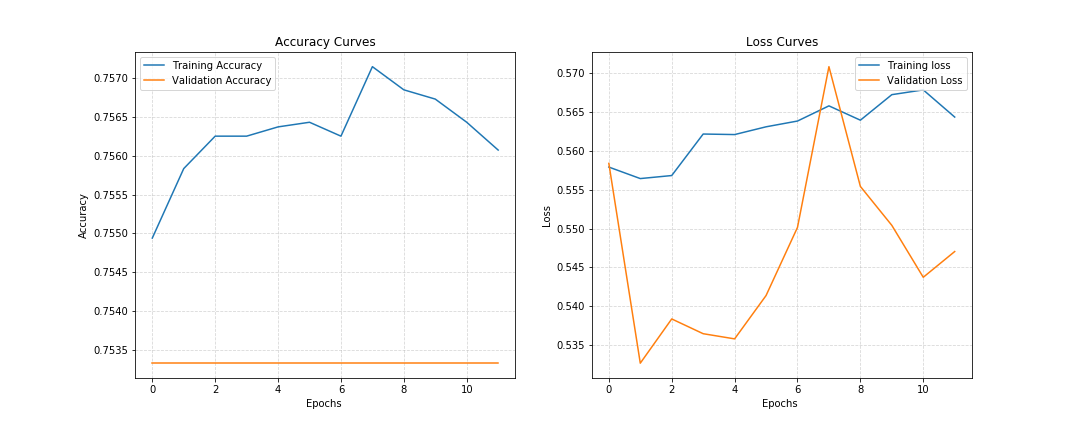 Accuracy Curves
Training Accuracy
Validation Accuracy
0.7570
0.7565
0.7560
0.7555
0.7550
0.7545
0.7540
0.7535
Accuracy
0 2 4 6 8 10
Epochs
Loss Curves
Training loss
Validation Loss
0.570
0.565
0.560
0.555
0.550
0.545
0.540
0.535
Loss
0 2 4 6 8 10
Epochs